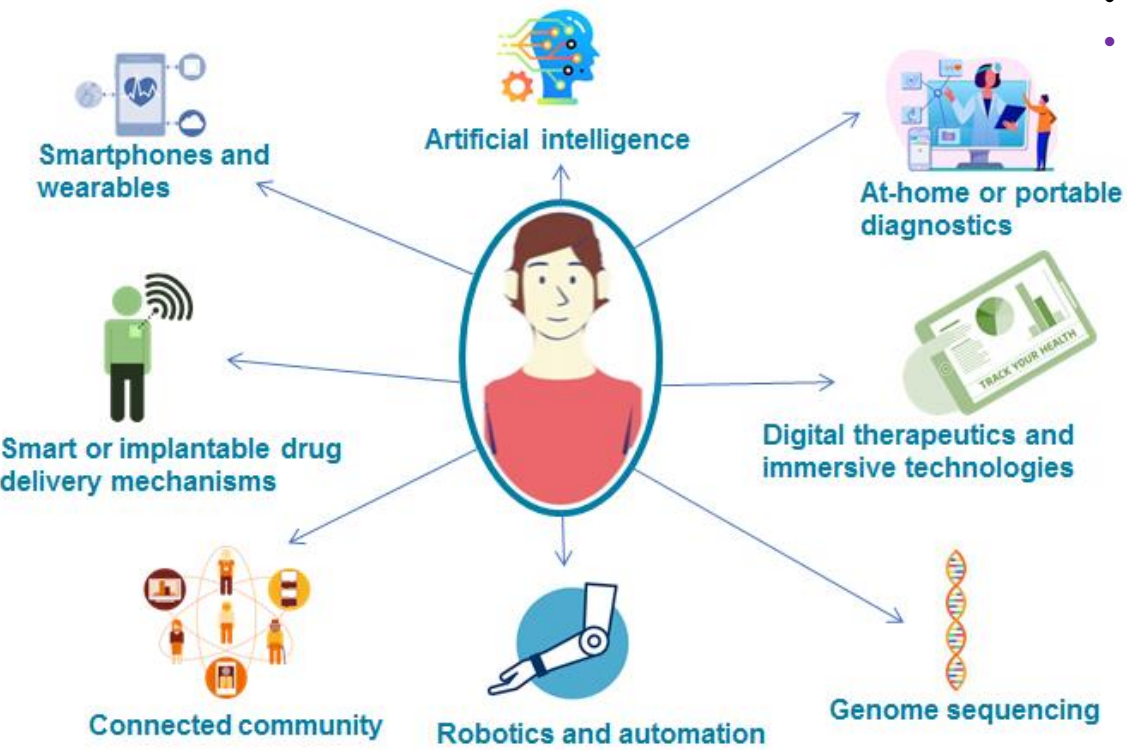 Artificial intelligence
Smartphones and
wearables
At-home or portable
diagnostics
TRACK YOUR HEALTH
Smart or implantable drug
delivery mechanisms
Digital therapeutics and
immersive technologies
Connected community
Robotics and automation
Genome sequencing